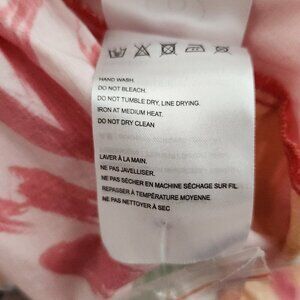 HAND WASH.
DO NOT BLEACH.
DO NOT TUMBLE DRY, LINE DRYING.
IRON AT MEDIUM HEAT.
DO NOT DRY CLEAN
LAVER À LA MAIN.
NE PAS JAVELLISER.
NE PAS SÉCHER EN MACHINE SÉCHAGE SUR FIL
REPASSER À TEMPÉRATURE MOYENNE
NE PAS NETTOYER À SEC